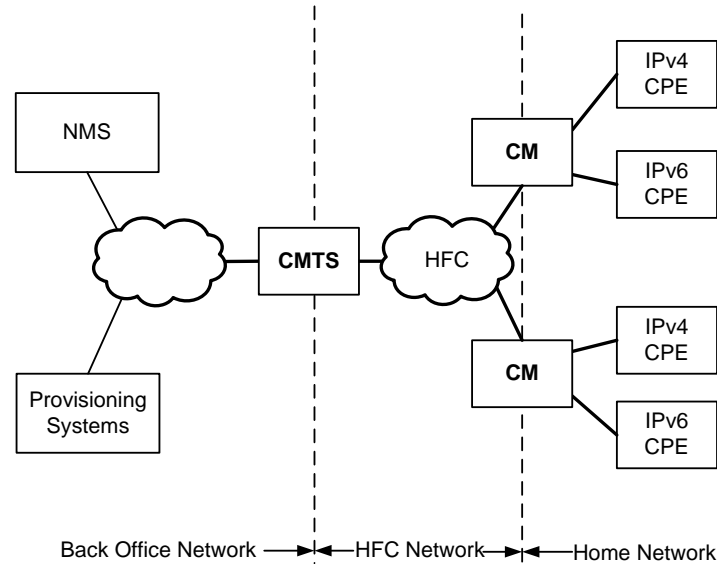 IPv4
CPE
NMS
CM
IPv6
CPE
CMTS
HFC
IPv4
CPE
CM
Provisioning
Systems
IPv6
CPE
Back Office Network
HFC Network
Home Network